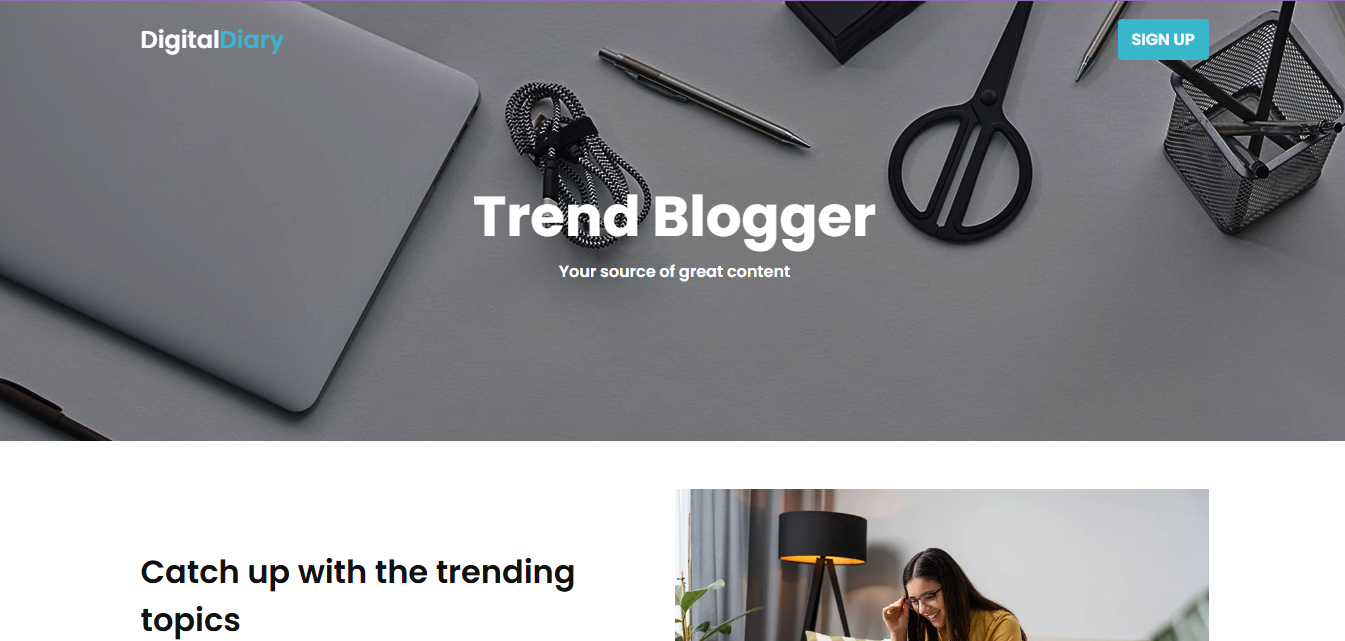 DigitalDiary
SIGN UP
Trend Blogger
Your source of great content
Catch up with the trending
topics